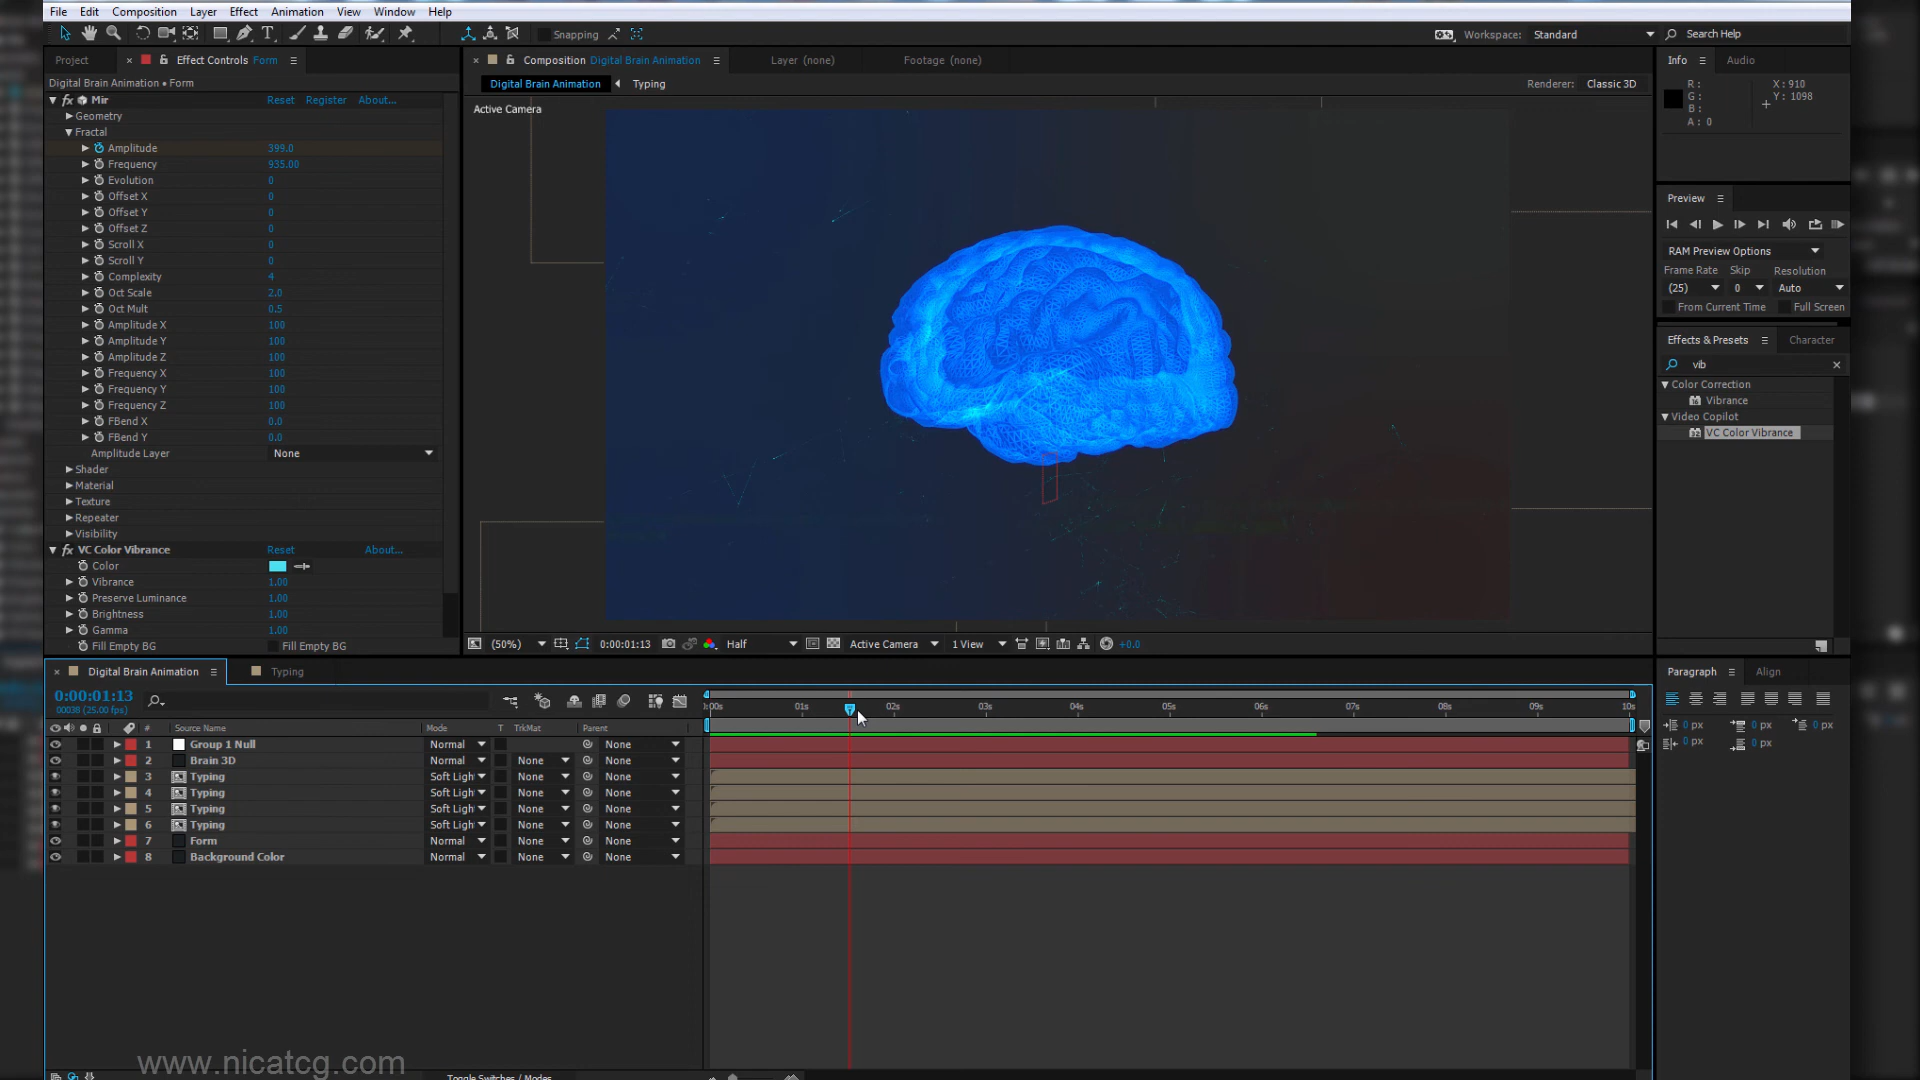 File Edit Composition Layer Effect Animation View Window Help
Snapping Workspace: Standard Search Help
Project × Effect Controls Form
Digital Brain Animation • Form
fx Mir Reset Register About...
Geometry
Fractal
Amplitude 399.0
Frequency 935.00
Evolution 0
Offset X 0
Offset Y 0
Offset Z 0
Scroll X 0
Scroll Y 0
Complexity 4
Oct Scale 2.0
Oct Mult 0.5
Amplitude X 100
Amplitude Y 100
Amplitude Z 100
Frequency X 100
Frequency Y 100
Frequency Z 100
FBend X 0.0
FBend Y 0.0
Amplitude Layer None
Shader
Material
Texture
Repeater
Visibility
fx VC Color Vibrance Reset About...
Color
Vibrance 1.00
Preserve Luminance 1.00
Brightness 1.00
Gamma 1.00
Fill Empty BG Fill Empty BG
× Composition Digital Brain Animation Layer (none) Footage (none)
Digital Brain Animation Typing Renderer: Classic 3D
Active Camera
(50%) 0:00:01:13 Half Active Camera 1 View +0.0
Info Audio
R: X: 910
G: Y: 1098
B:
A: 0
Preview
RAM Preview Options
Frame Rate Skip Resolution
(25) 0 Auto
From Current Time Full Screen
Effects & Presets Character
vib
Color Correction
Vibrance
Video Copilot
VC Color Vibrance
Paragraph Align
0 px 0 px 0 px
0 px 0 px
× Digital Brain Animation Typing
0:00:01:13
00038 (25.00 fps)
:00s 01s 02s 03s 04s 05s 06s 07s 08s 09s 10s
# Source Name Mode T TrkMat Parent
1 Group 1 Null Normal None
2 Brain 3D Normal None None
3 Typing Soft Ligh None None
4 Typing Soft Ligh None None
5 Typing Soft Ligh None None
6 Typing Soft Ligh None None
7 Form Normal None None
8 Background Color Normal None None
Toggle Switches / Modes
www.nicatcg.com